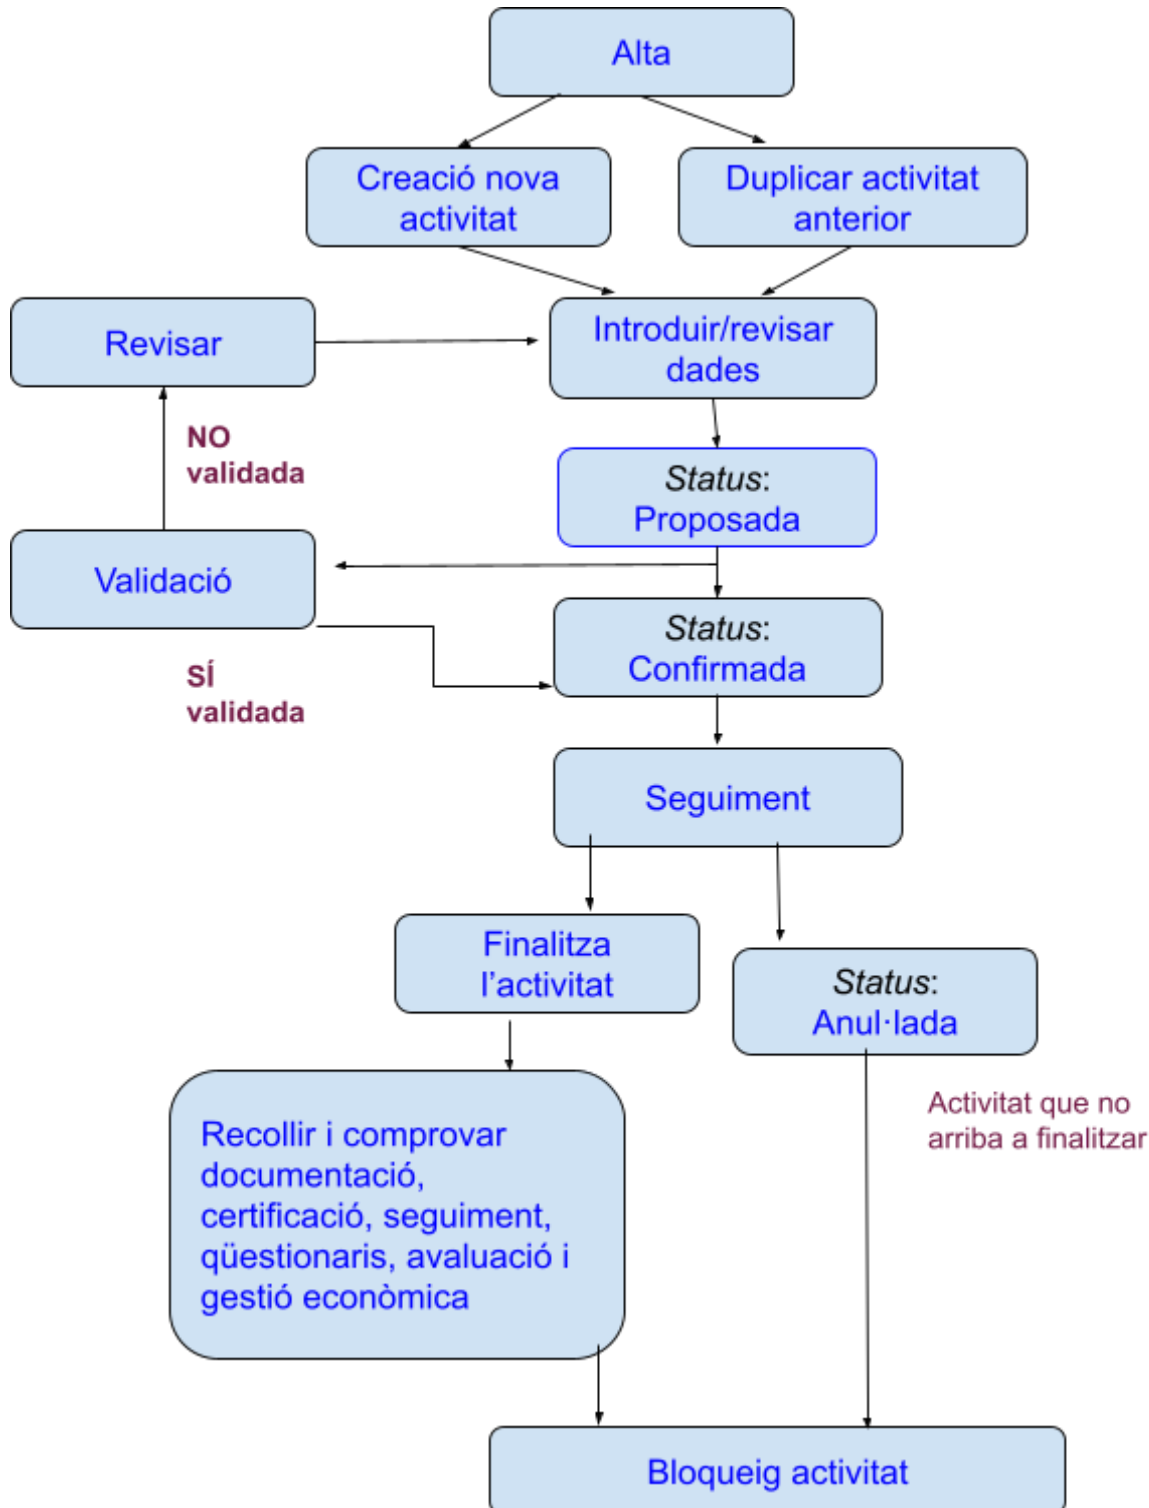 Alta
Creació nova
activitat
Duplicar activitat
anterior
Revisar
Introduir/revisar
dades
NO
validada
Status:
Proposada
Validació
Status:
Confirmada
SÍ
validada
Seguiment
Finalitza
l’activitat
Status:
Anul·lada
Activitat que no
arriba a finalitzar
Recollir i comprovar
documentació,
certificació, seguiment,
qüestionaris, avaluació i
gestió econòmica
Bloqueig activitat